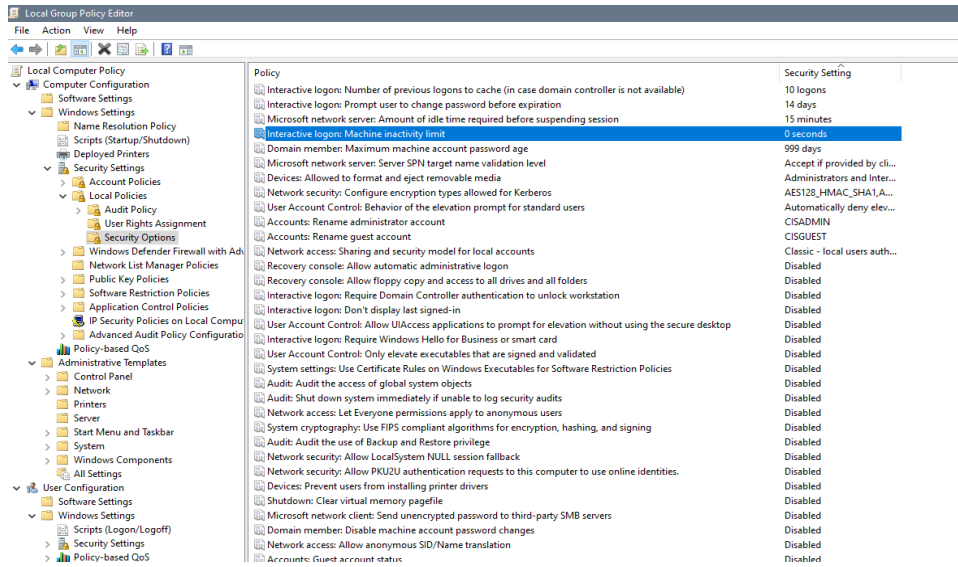 Local Group Policy Editor
File Action View Help
Local Computer Policy
Computer Configuration
Software Settings
Windows Settings
Name Resolution Policy
Scripts (Startup/Shutdown)
Deployed Printers
Security Settings
Account Policies
Local Policies
Audit Policy
User Rights Assignment
Security Options
Windows Defender Firewall with Adv
Network List Manager Policies
Public Key Policies
Software Restriction Policies
Application Control Policies
IP Security Policies on Local Comput
Advanced Audit Policy Configuratio
Policy-based QoS
Administrative Templates
Control Panel
Network
Printers
Server
Start Menu and Taskbar
System
Windows Components
All Settings
User Configuration
Software Settings
Windows Settings
Scripts (Logon/Logoff)
Security Settings
Policy-based QoS
Policy Security Setting
Interactive logon: Number of previous logons to cache (in case domain controller is not available) 10 logons
Interactive logon: Prompt user to change password before expiration 14 days
Microsoft network server: Amount of idle time required before suspending session 15 minutes
Interactive logon: Machine inactivity limit 0 seconds
Domain member: Maximum machine account password age 999 days
Microsoft network server: Server SPN target name validation level Accept if provided by cli...
Devices: Allowed to format and eject removable media Administrators and Inter...
Network security: Configure encryption types allowed for Kerberos AES128_HMAC_SHA1,A...
User Account Control: Behavior of the elevation prompt for standard users Automatically deny elev...
Accounts: Rename administrator account CISADMIN
Accounts: Rename guest account CISGUEST
Network access: Sharing and security model for local accounts Classic - local users auth...
Recovery console: Allow automatic administrative logon Disabled
Recovery console: Allow floppy copy and access to all drives and all folders Disabled
Interactive logon: Require Domain Controller authentication to unlock workstation Disabled
Interactive logon: Don't display last signed-in Disabled
User Account Control: Allow UIAccess applications to prompt for elevation without using the secure desktop Disabled
Interactive logon: Require Windows Hello for Business or smart card Disabled
User Account Control: Only elevate executables that are signed and validated Disabled
System settings: Use Certificate Rules on Windows Executables for Software Restriction Policies Disabled
Audit: Audit the access of global system objects Disabled
Audit: Shut down system immediately if unable to log security audits Disabled
Network access: Let Everyone permissions apply to anonymous users Disabled
System cryptography: Use FIPS compliant algorithms for encryption, hashing, and signing Disabled
Audit: Audit the use of Backup and Restore privilege Disabled
Network security: Allow LocalSystem NULL session fallback Disabled
Network security: Allow PKU2U authentication requests to this computer to use online identities. Disabled
Devices: Prevent users from installing printer drivers Disabled
Shutdown: Clear virtual memory pagefile Disabled
Microsoft network client: Send unencrypted password to third-party SMB servers Disabled
Domain member: Disable machine account password changes Disabled
Network access: Allow anonymous SID/Name translation Disabled
Accounts: Guest account status Disabled